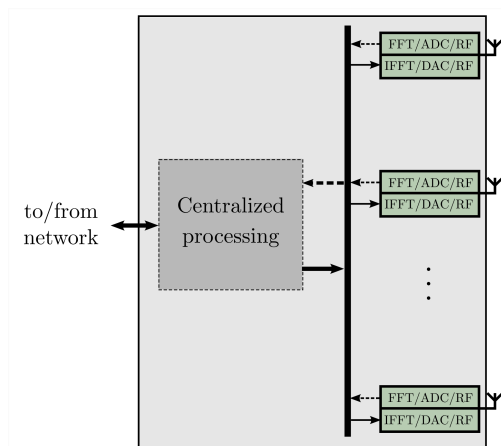 FFT/ADC/RF
IFFT/DAC/RF
FFT/ADC/RF
IFFT/DAC/RF
Centralized
processing
to/from
network
FFT/ADC/RF
IFFT/DAC/RF